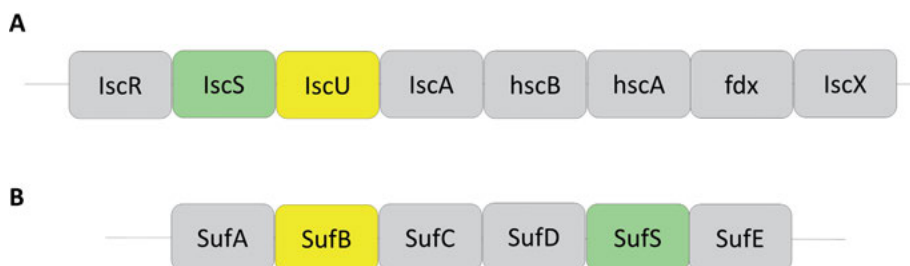 A
IscR IscS IscU IscA hscB hscA fdx IscX
B
SufA SufB SufC SufD SufS SufE